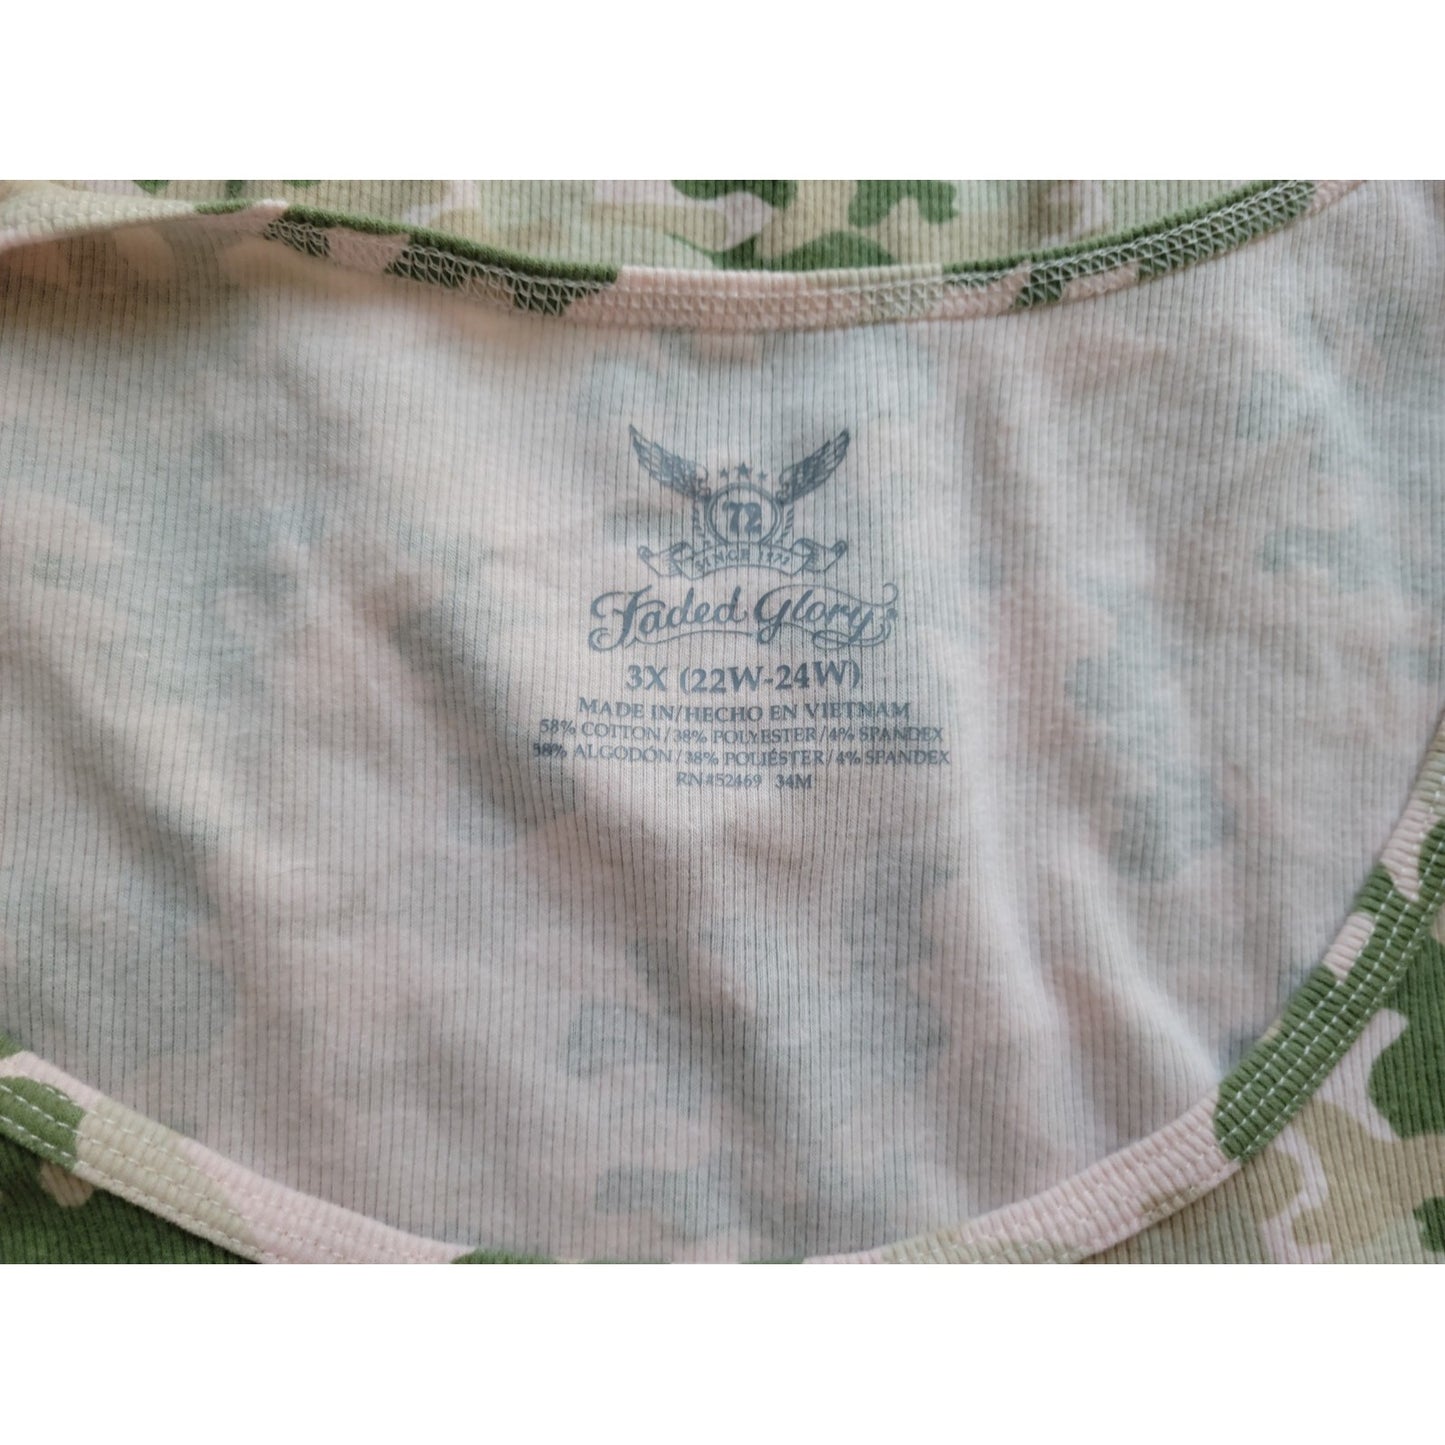 72
SINCE 1972
Faded Glory
3X (22W-24W)
MADE IN/HECHO EN VIETNAM
58% COTTON/38% POLYESTER/4% SPANDEX
58% ALGODÓN/38% POLIÉSTER/4% SPANDEX
RN#52469 34M